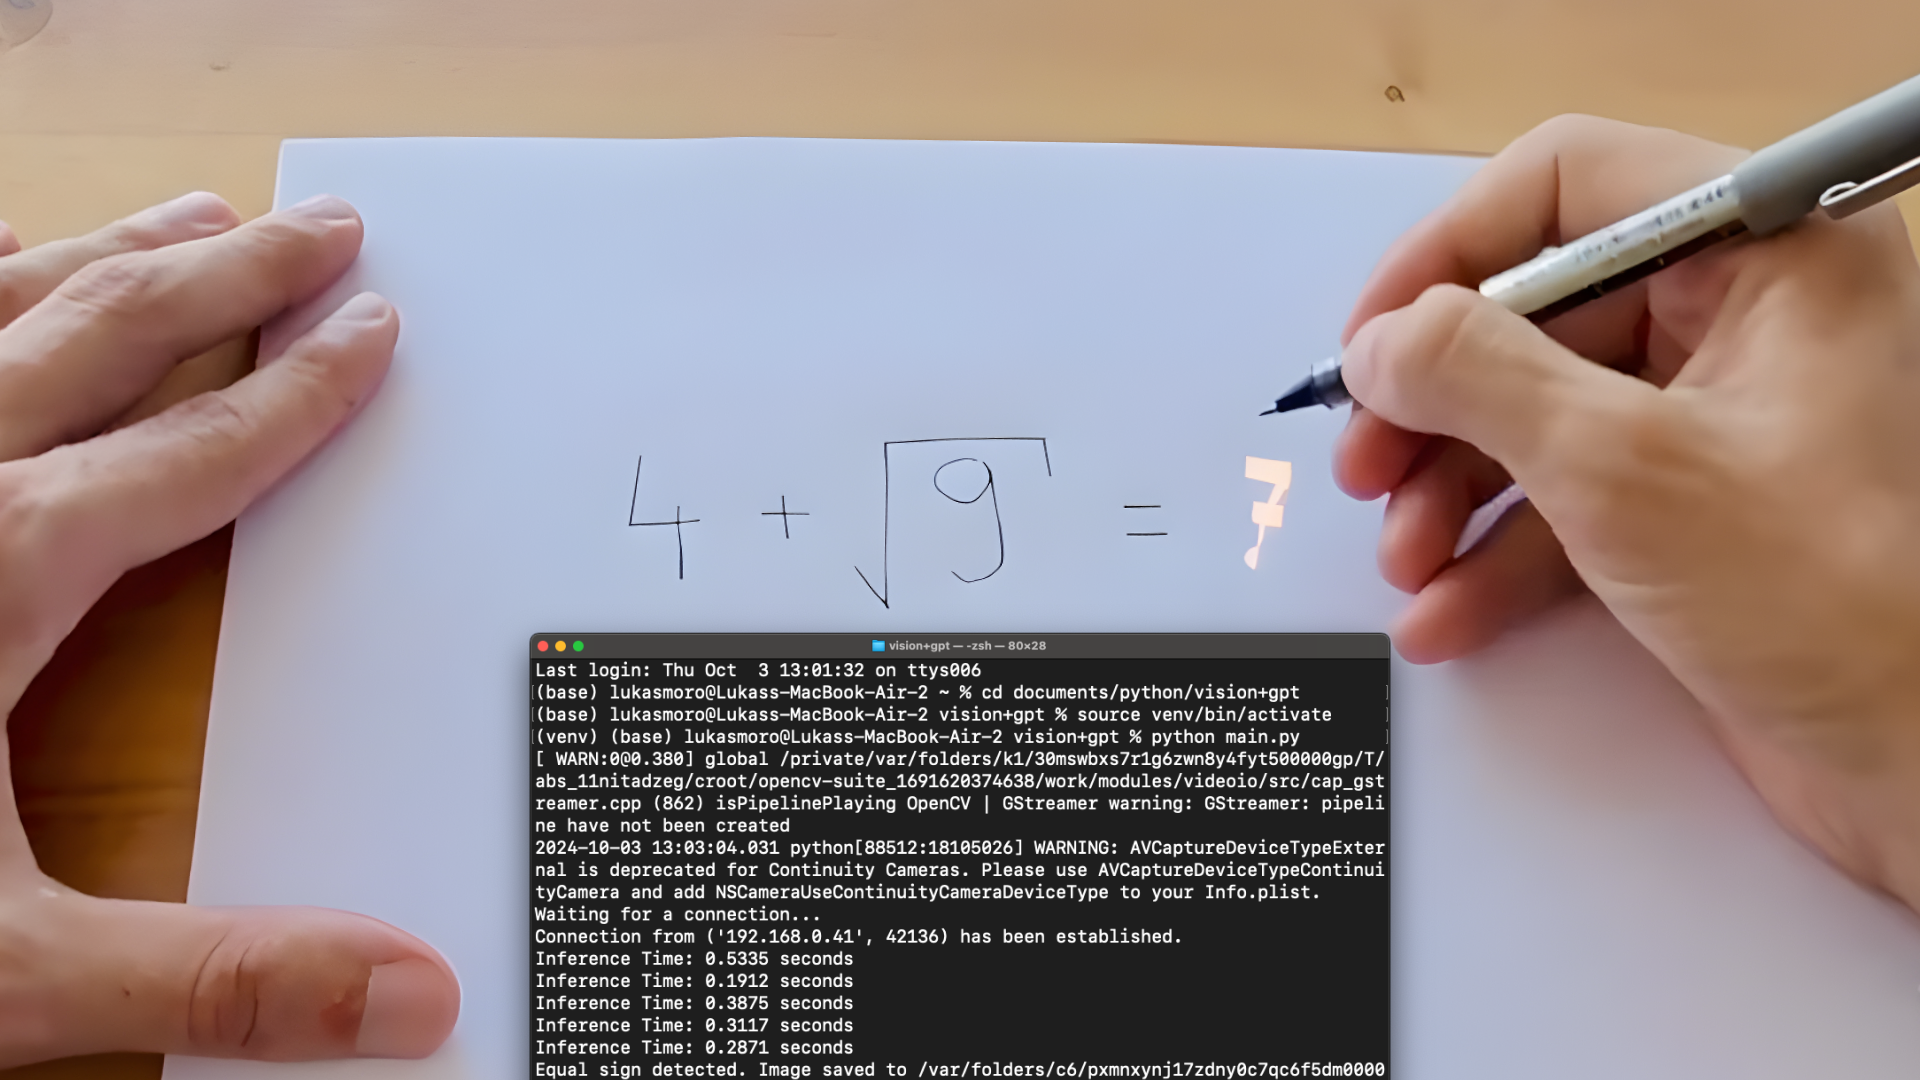 4 + √9 = 7
vision+gpt — -zsh — 80×28
Last login: Thu Oct  3 13:01:32 on ttys006
[(base) lukasmoro@Lukass-MacBook-Air-2 ~ % cd documents/python/vision+gpt        ]
[(base) lukasmoro@Lukass-MacBook-Air-2 vision+gpt % source venv/bin/activate     ]
[(venv) (base) lukasmoro@Lukass-MacBook-Air-2 vision+gpt % python main.py        ]
[ WARN:0@0.380] global /private/var/folders/k1/30mswbxs7r1g6zwn8y4fyt500000gp/T/
abs_11nitadzeg/croot/opencv-suite_1691620374638/work/modules/videoio/src/cap_gst
reamer.cpp (862) isPipelinePlaying OpenCV | GStreamer warning: GStreamer: pipeli
ne have not been created
2024-10-03 13:03:04.031 python[88512:18105026] WARNING: AVCaptureDeviceTypeExter
nal is deprecated for Continuity Cameras. Please use AVCaptureDeviceTypeContinui
tyCamera and add NSCameraUseContinuityCameraDeviceType to your Info.plist.
Waiting for a connection...
Connection from ('192.168.0.41', 42136) has been established.
Inference Time: 0.5335 seconds
Inference Time: 0.1912 seconds
Inference Time: 0.3875 seconds
Inference Time: 0.3117 seconds
Inference Time: 0.2871 seconds
Equal sign detected. Image saved to /var/folders/c6/pxmnxynj17zdny0c7qc6f5dm0000